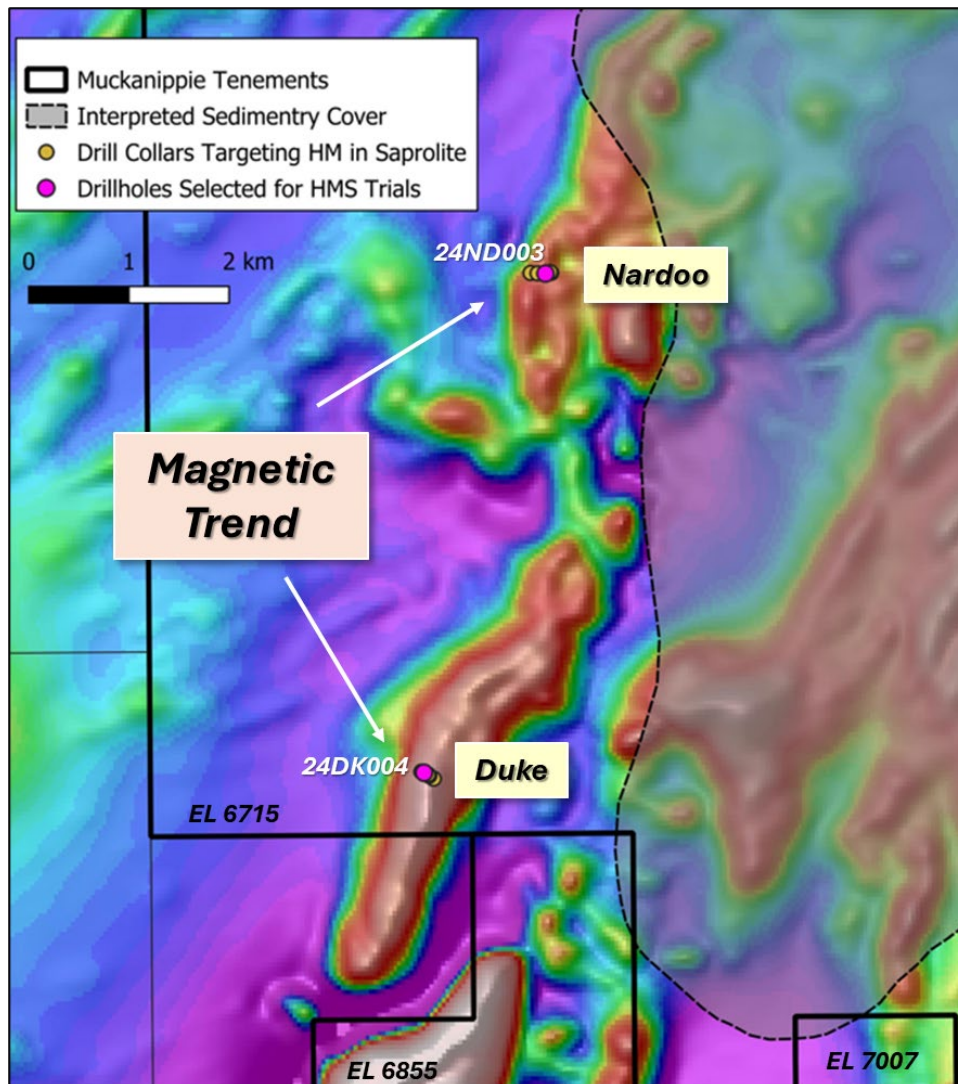 Muckanippie Tenements
Interpreted Sedimentry Cover
Drill Collars Targeting HM in Saprolite
Drillholes Selected for HMS Trials
0 1 2 km
24ND003
Nardoo
Magnetic
Trend
24DK004
Duke
EL 6715
EL 6855
EL 7007